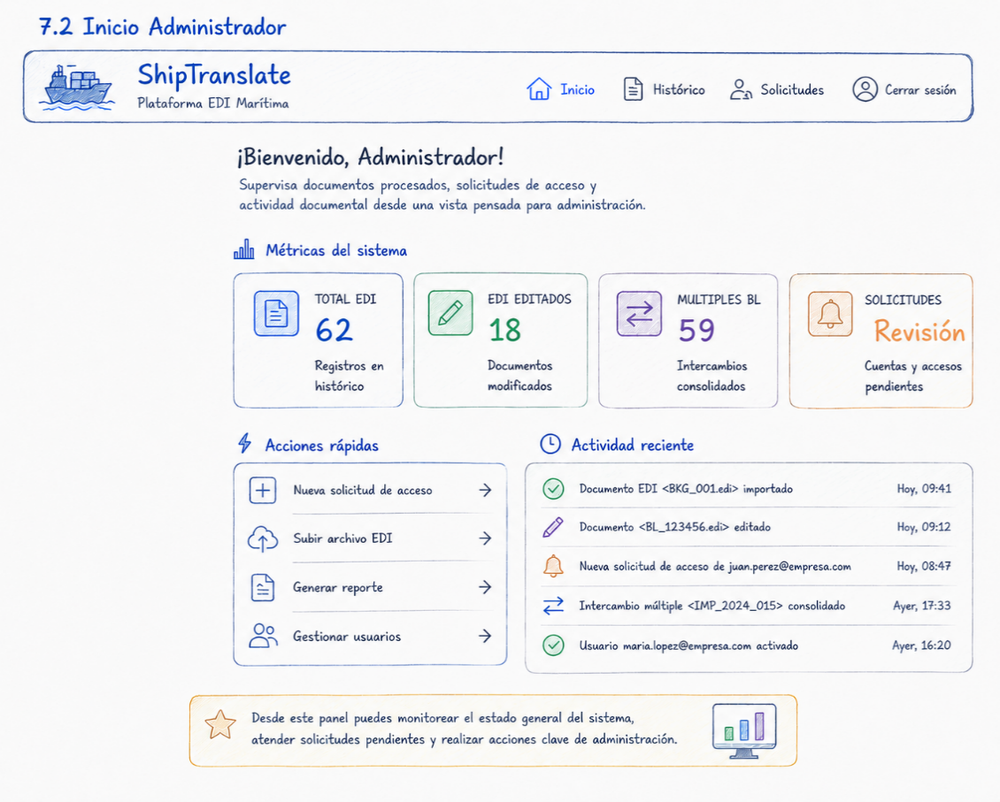 7.2 Inicio Administrador
ShipTranslate
Plataforma EDI Marítima
Inicio
Histórico
Solicitudes
Cerrar sesión
¡Bienvenido, Administrador!
Supervisa documentos procesados, solicitudes de acceso y
actividad documental desde una vista pensada para administración.
Métricas del sistema
TOTAL EDI
62
Registros en
histórico
EDI EDITADOS
18
Documentos
modificados
MULTIPLES BL
59
Intercambios
consolidados
SOLICITUDES
Revisión
Cuentas y accesos
pendientes
Acciones rápidas
Nueva solicitud de acceso
Subir archivo EDI
Generar reporte
Gestionar usuarios
Actividad reciente
Documento EDI <BKG_001.edi> importado Hoy, 09:41
Documento <BL_123456.edi> editado Hoy, 09:12
Nueva solicitud de acceso de juan.perez@empresa.com Hoy, 08:47
Intercambio múltiple <IMP_2024_015> consolidado Ayer, 17:33
Usuario maria.lopez@empresa.com activado Ayer, 16:20
Desde este panel puedes monitorear el estado general del sistema,
atender solicitudes pendientes y realizar acciones clave de administración.